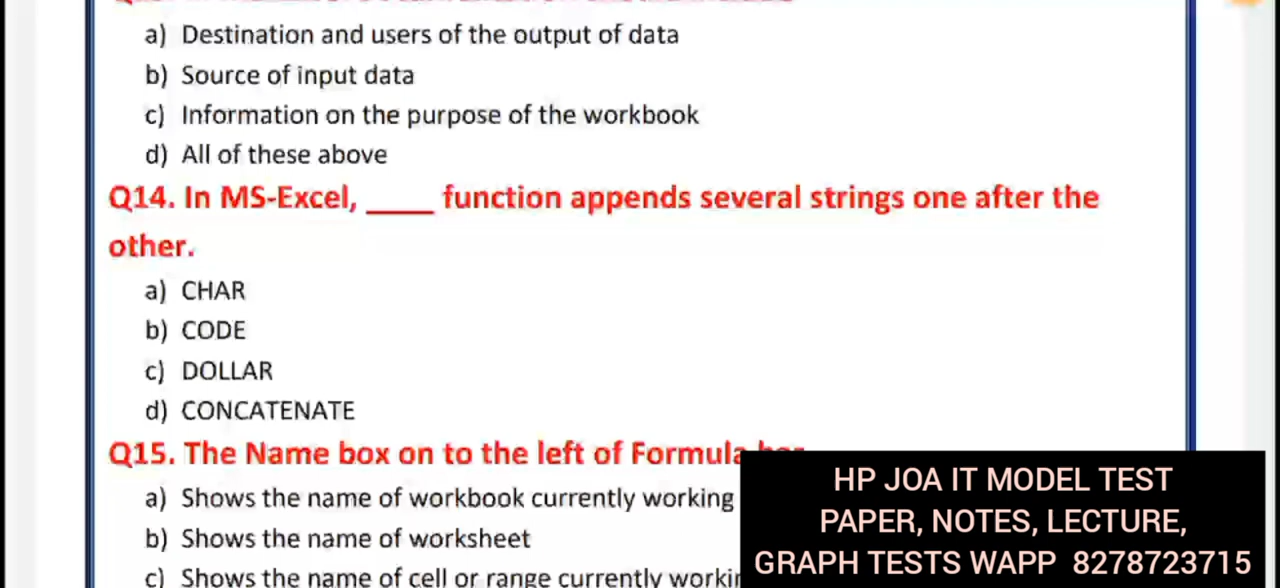 a) Destination and users of the output of data
b) Source of input data
c) Information on the purpose of the workbook
d) All of these above
Q14. In MS-Excel, ____ function appends several strings one after the
other.
a) CHAR
b) CODE
c) DOLLAR
d) CONCATENATE
Q15. The Name box on to the left of Formula
a) Shows the name of workbook currently working
b) Shows the name of worksheet
c) Shows the name of cell or range currently
HP JOA IT MODEL TEST
PAPER, NOTES, LECTURE,
GRAPH TESTS WAPP 8278723715